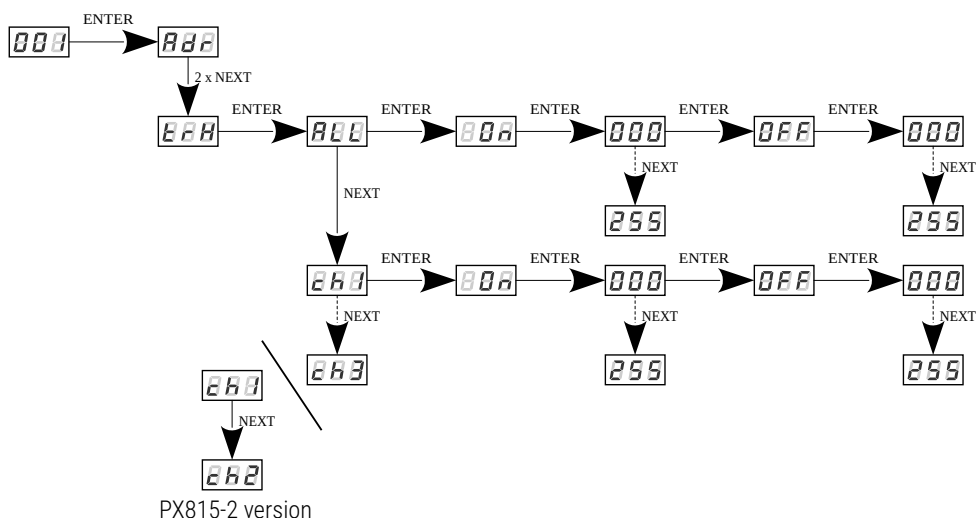 ENTER
001 Adr
2 x NEXT
ENTER ENTER ENTER ENTER ENTER
trH ALL On 000 OFF 000
NEXT NEXT NEXT
255 255
ENTER ENTER ENTER ENTER
ch1 On 000 OFF 000
NEXT NEXT NEXT
ch3 255 255
ch1
NEXT
ch2
PX815-2 version